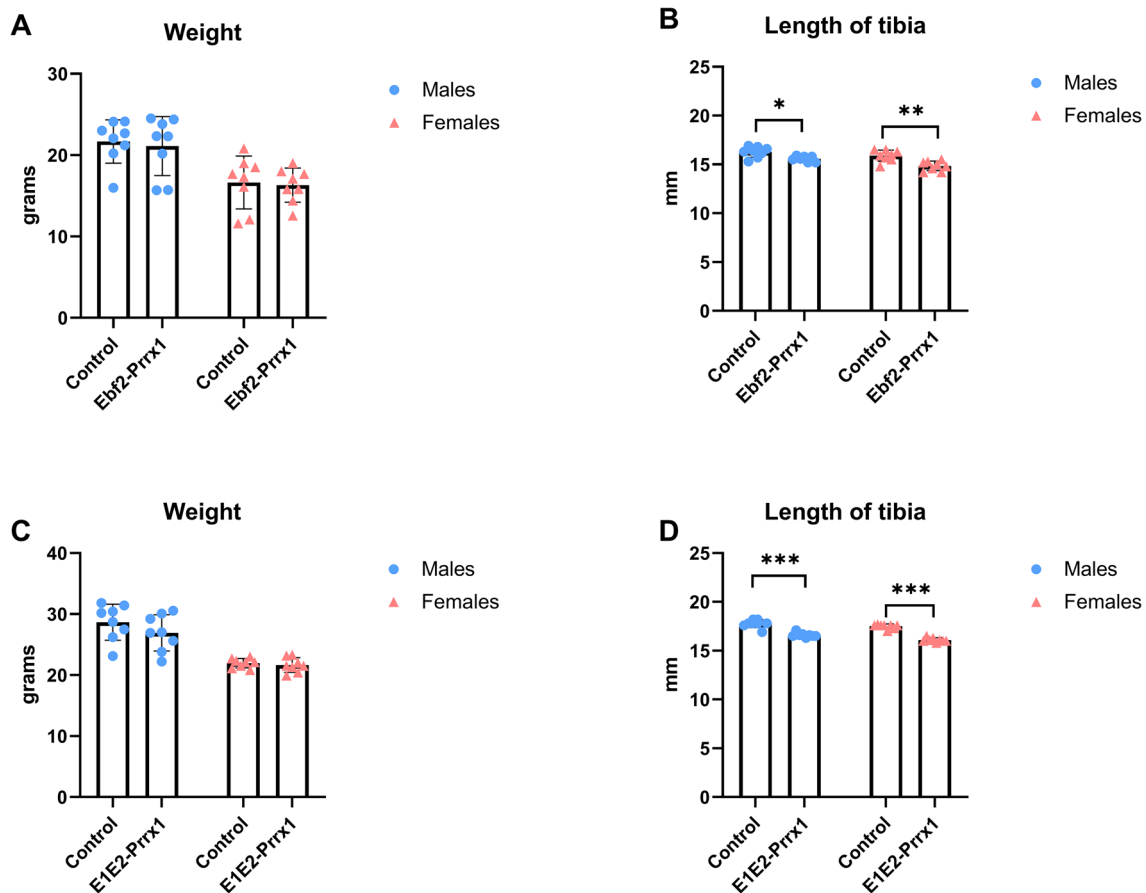 A
Weight
30
20
10
0
grams
Control
Ebf2-Prrx1
Control
Ebf2-Prrx1
Males
Females
B
Length of tibia
25
20
15
10
5
0
mm
*
**
Control
Ebf2-Prrx1
Control
Ebf2-Prrx1
Males
Females
C
Weight
40
30
20
10
0
grams
Control
E1E2-Prrx1
Control
E1E2-Prrx1
Males
Females
D
Length of tibia
25
20
15
10
5
0
mm
***
***
Control
E1E2-Prrx1
Control
E1E2-Prrx1
Males
Females